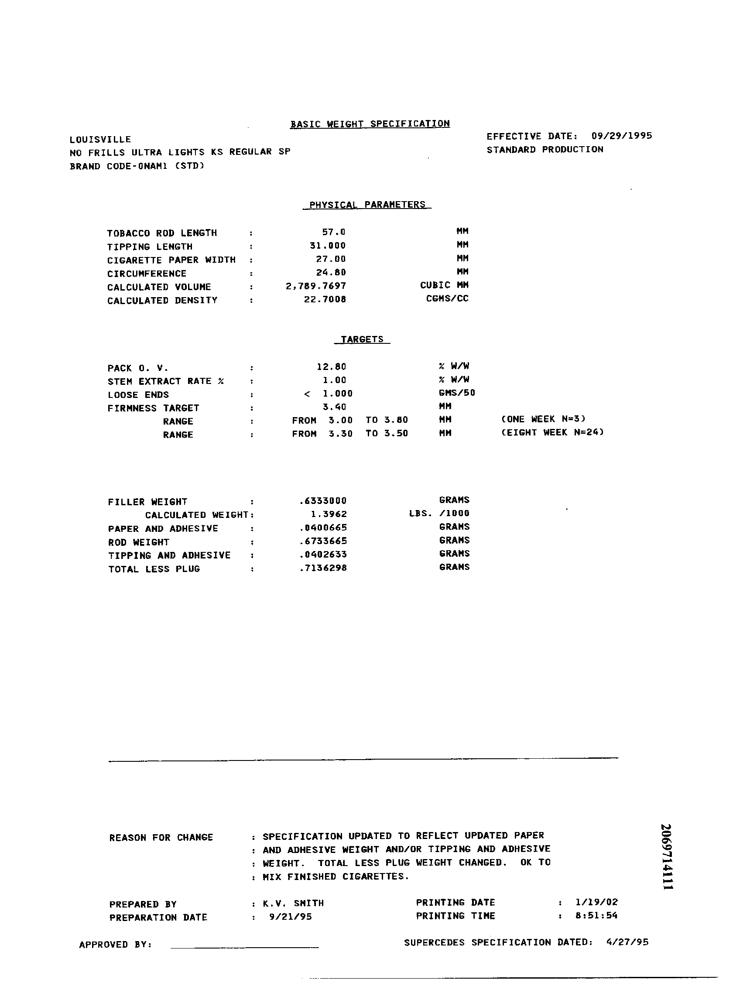 BASIC WEIGHT SPECIFICATION
LOUISVILLE
EFFECTIVE DATE: 09/29/1995
NO FRILLS ULTRA LIGHTS KS REGULAR SP
STANDARD PRODUCTION
BRAND CODE-QNAM1 (STD)
PHYSICAL PARAMETERS
TOBACCO ROD LENGTH : 57.0 MM
TIPPING LENGTH : 31.000 MM
CIGARETTE PAPER WIDTH : 27.00 MM
CIRCUMFERENCE : 24.80 MM
CALCULATED VOLUME : 2,789.7697 CUBIC MM
CALCULATED DENSITY : 22.7008 CGMS/CC
TARGETS
PACK O. V. : 12.80 % W/W
STEM EXTRACT RATE % : 1.00 % W/W
LOOSE ENDS : < 1.000 GMS/50
FIRMNESS TARGET : 3.40 MM
RANGE : FROM 3.00 TO 3.80 MM (ONE WEEK N=3)
RANGE : FROM 3.30 TO 3.50 MM (EIGHT WEEK N=24)
FILLER WEIGHT : .6333000 GRAMS
CALCULATED WEIGHT: 1.3962 LBS. /1000
PAPER AND ADHESIVE : .0400665 GRAMS
ROD WEIGHT : .6733665 GRAMS
TIPPING AND ADHESIVE : .0402633 GRAMS
TOTAL LESS PLUG : .7136298 GRAMS
REASON FOR CHANGE : SPECIFICATION UPDATED TO REFLECT UPDATED PAPER
: AND ADHESIVE WEIGHT AND/OR TIPPING AND ADHESIVE
: WEIGHT. TOTAL LESS PLUG WEIGHT CHANGED. OK TO
: MIX FINISHED CIGARETTES.
2069714111
PREPARED BY : K.V. SMITH PRINTING DATE : 1/19/02
PREPARATION DATE : 9/21/95 PRINTING TIME : 8:51:54
APPROVED BY: SUPERCEDES SPECIFICATION DATED: 4/27/95